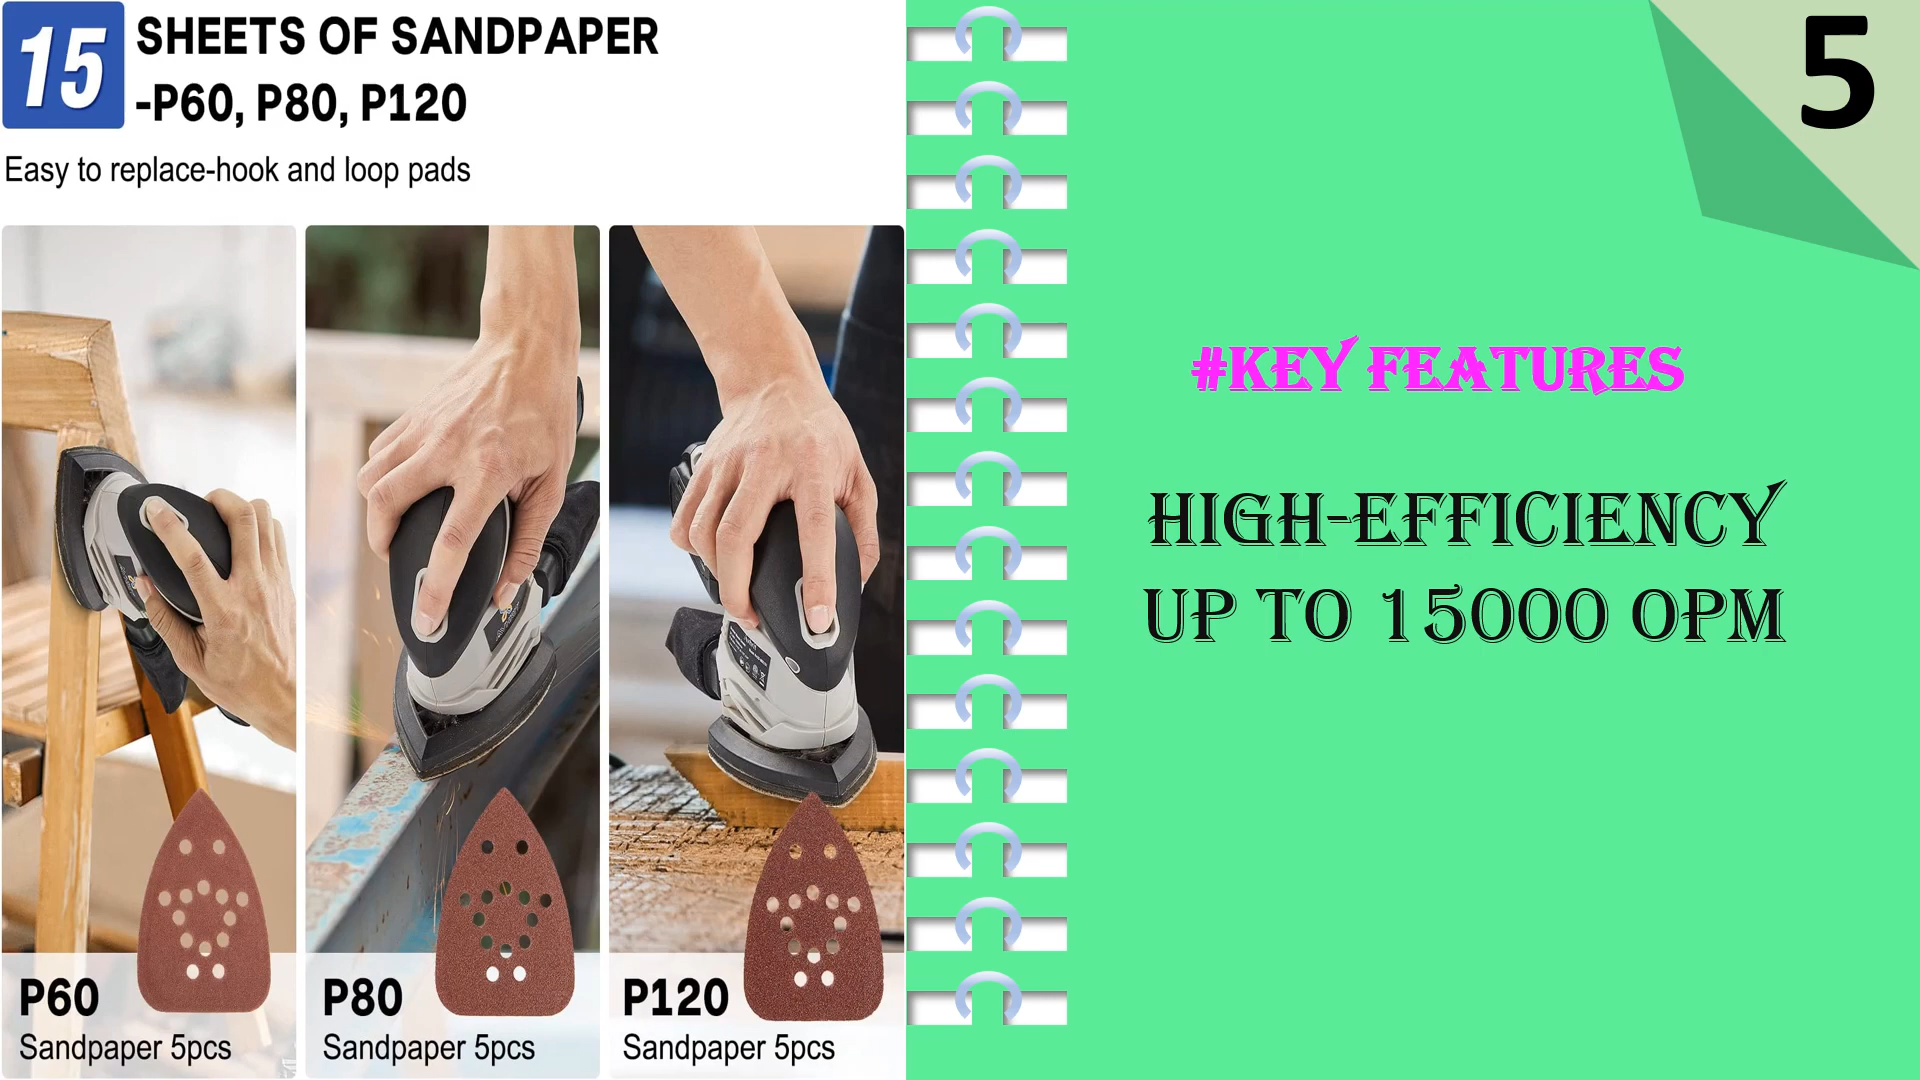 15
SHEETS OF SANDPAPER
-P60, P80, P120
Easy to replace-hook and loop pads
P60
Sandpaper 5pcs
P80
Sandpaper 5pcs
P120
Sandpaper 5pcs
5
#KEY FEATURES
HIGH-EFFICIENCY
UP TO 15000 OPM